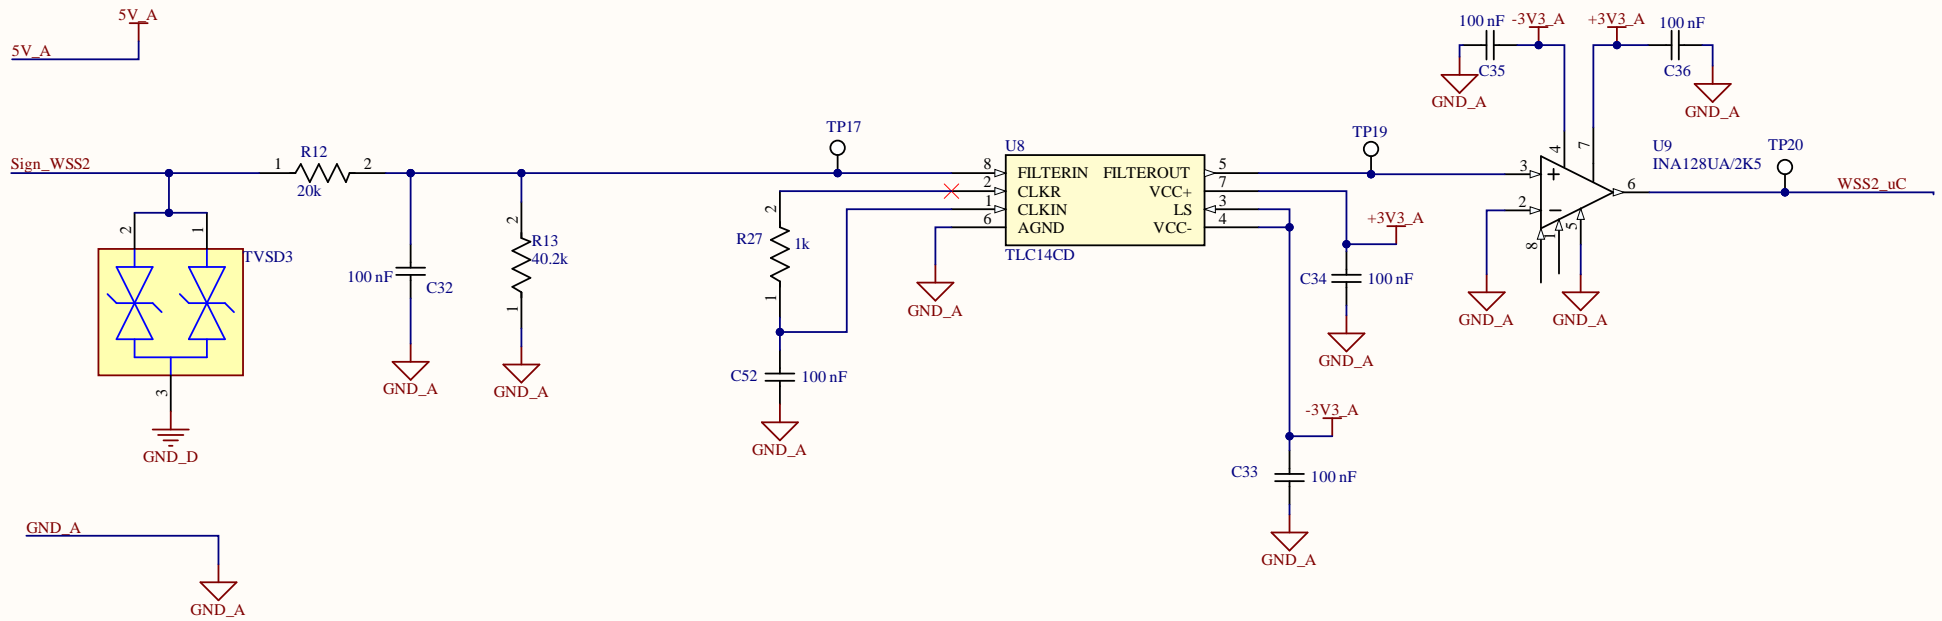 5V_A
5V_A
100 nF
-3V3_A
+3V3_A
100 nF
C35
C36
GND_A
GND_A
Sign_WSS2
1
R12
2
20k
TP17
U8
8
FILTERIN
FILTEROUT
5
2
CLKR
VCC+
7
1
CLKIN
LS
3
6
AGND
VCC-
4
TLC14CD
TP19
4
7
U9
INA128UA/2K5
TP20
3
2
6
WSS2_uC
8
1
5
GND_A
GND_A
2
1
TVSD3
3
GND_D
100 nF
C32
GND_A
2
R13
40.2k
1
GND_A
2
R27
1k
1
C52
100 nF
GND_A
GND_A
+3V3_A
C34
100 nF
GND_A
-3V3_A
C33
100 nF
GND_A
GND_A
GND_A